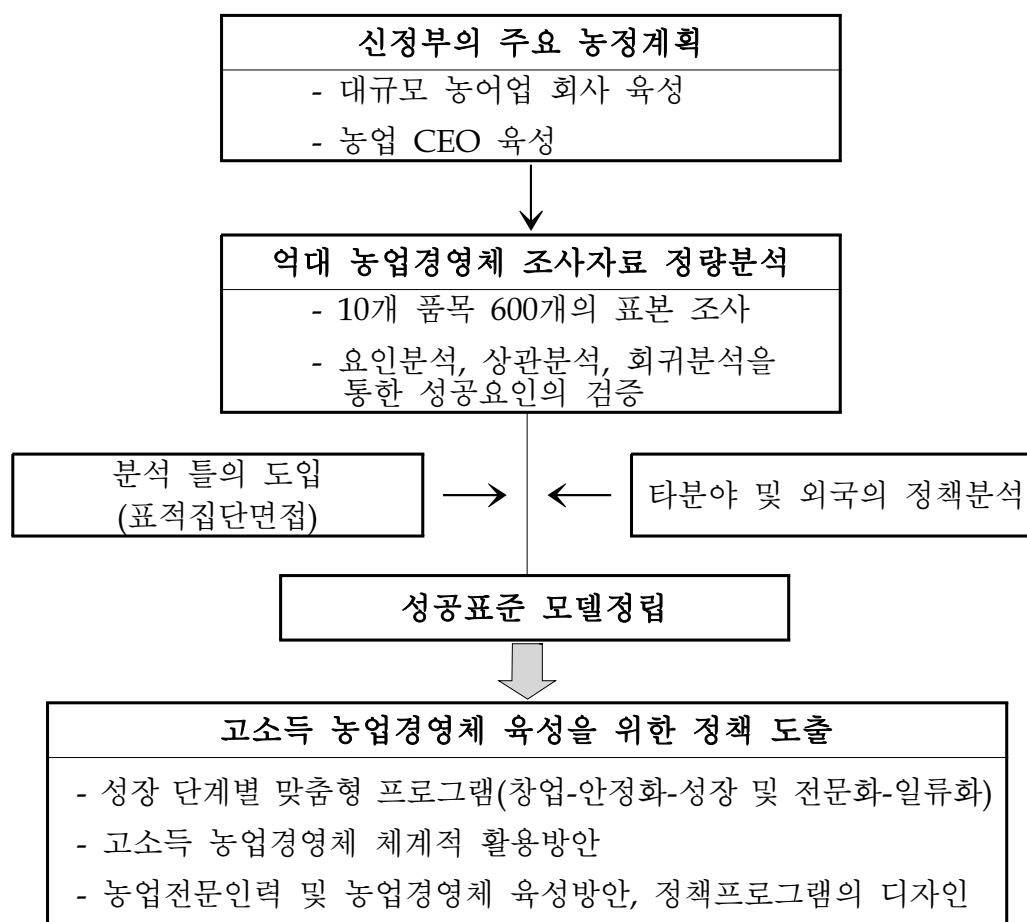 신정부의 주요 농정계획
- 대규모 농어업 회사 육성
- 농업 CEO 육성
억대 농업경영체 조사자료 정량분석
- 10개 품목 600개의 표본 조사
- 요인분석, 상관분석, 회귀분석을
통한 성공요인의 검증
분석 틀의 도입
(표적집단면접)
타분야 및 외국의 정책분석
성공표준 모델정립
고소득 농업경영체 육성을 위한 정책 도출
- 성장 단계별 맞춤형 프로그램(창업-안정화-성장 및 전문화-일류화)
- 고소득 농업경영체 체계적 활용방안
- 농업전문인력 및 농업경영체 육성방안, 정책프로그램의 디자인